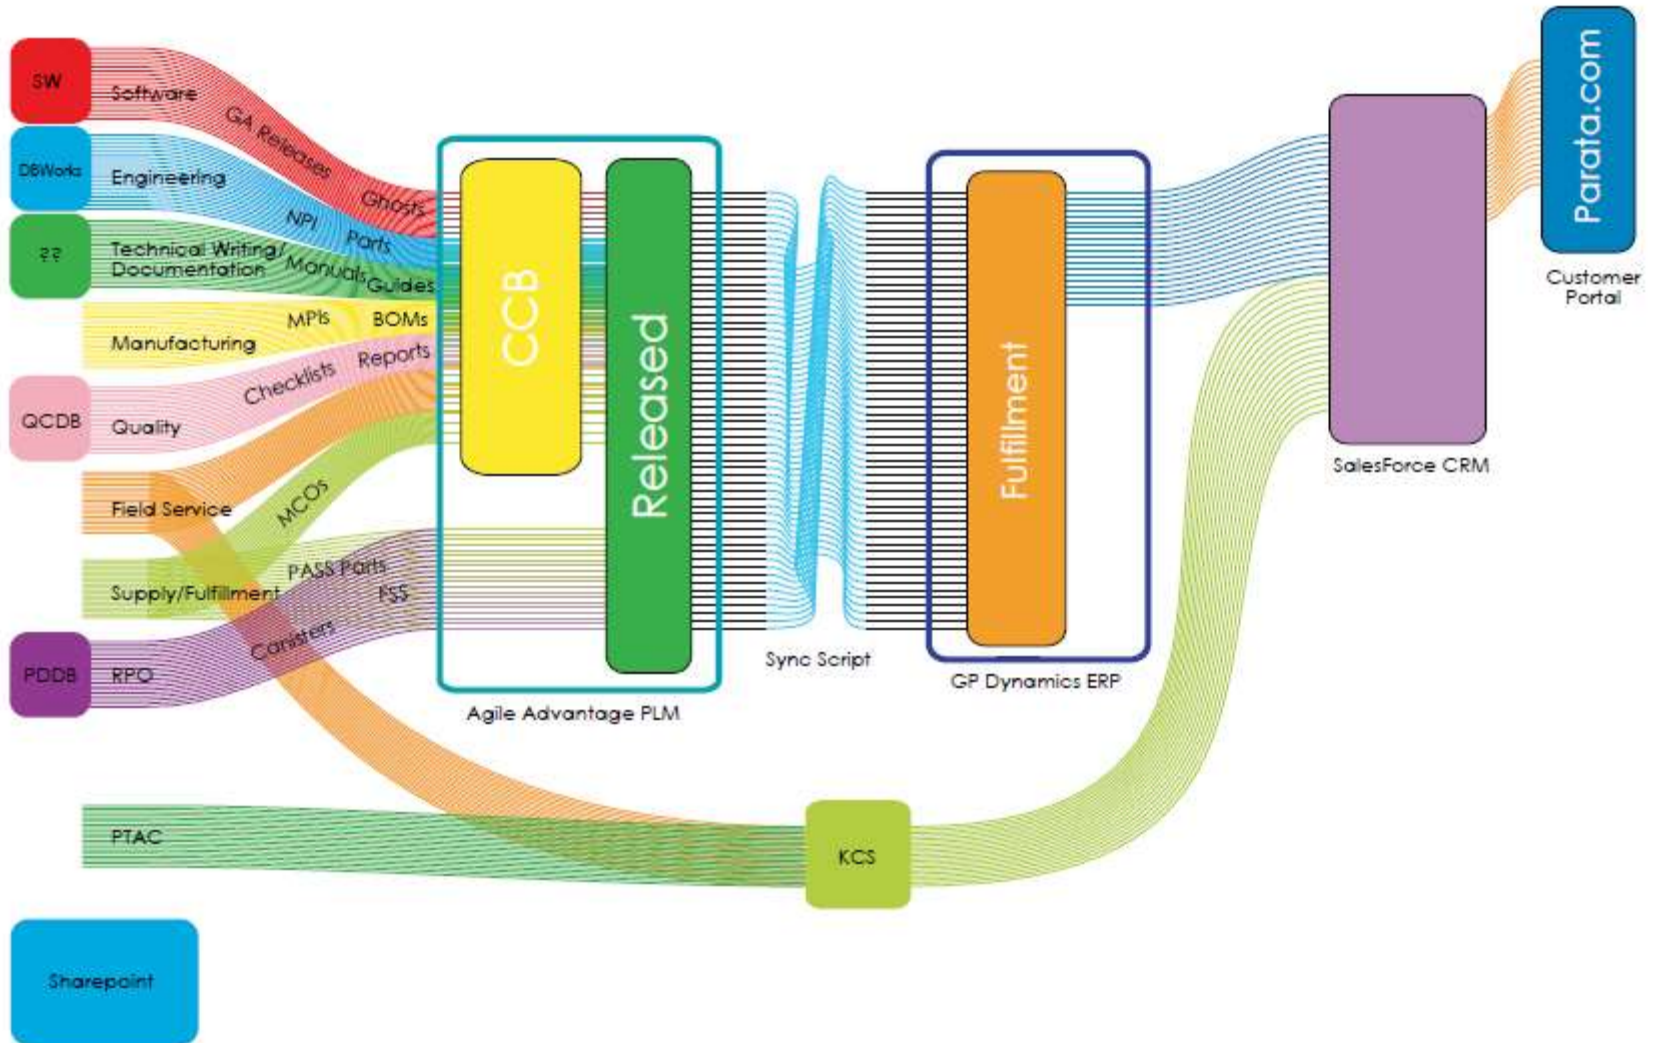 SW
Software
GA Releases
Ghosts
DBWorks
Engineering
NPI
Parts
??
Technical Writing/
Documentation
Manuals
Guides
Manufacturing
MPIs
BOMs
QCDB
Quality
Checklists
Reports
Field Service
MCOs
Supply/Fulfillment
PASS Parts
FSS
PDDB
RPO
Canisters
PTAC
Sharepoint
CCB
Released
Agile Advantage PLM
Sync Script
Fulfillment
GP Dynamics ERP
KCS
SalesForce CRM
Parata.com
Customer
Portal